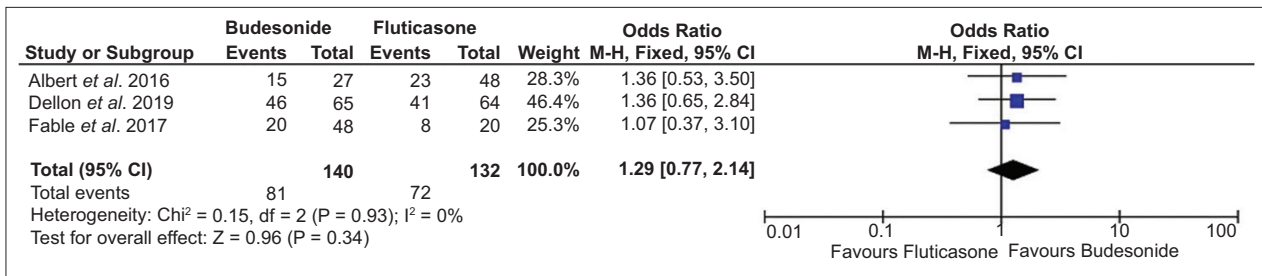 Budesonide Fluticasone Odds Ratio Odds Ratio
Study or Subgroup Events Total Events Total Weight M-H, Fixed, 95% CI M-H, Fixed, 95% CI
Albert et al. 2016 15 27 23 48 28.3% 1.36 [0.53, 3.50]
Dellon et al. 2019 46 65 41 64 46.4% 1.36 [0.65, 2.84]
Fable et al. 2017 20 48 8 20 25.3% 1.07 [0.37, 3.10]
Total (95% CI) 140 132 100.0% 1.29 [0.77, 2.14]
Total events 81 72
Heterogeneity: Chi² = 0.15, df = 2 (P = 0.93); I² = 0%
Test for overall effect: Z = 0.96 (P = 0.34)
0.01 0.1 1 10 100
Favours Fluticasone Favours Budesonide